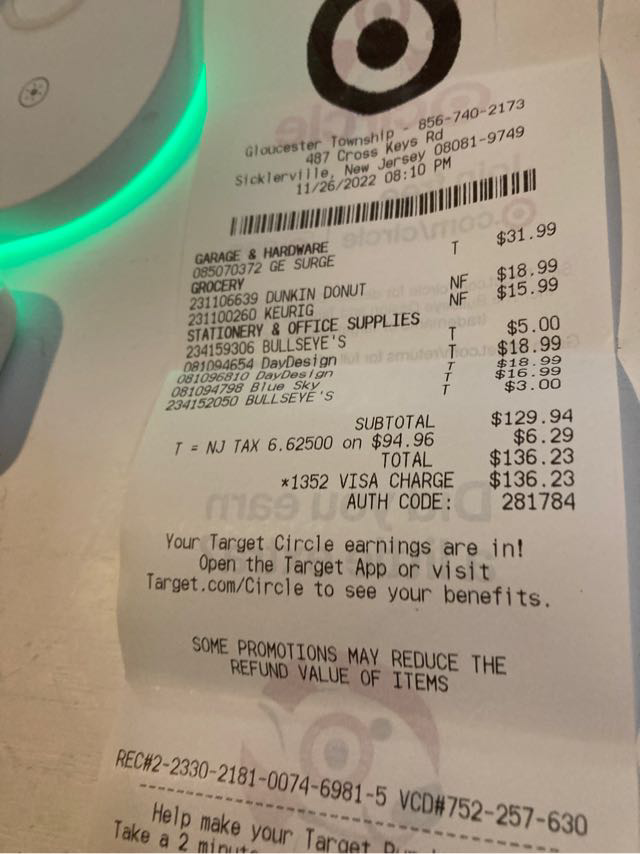 Gloucester Township - 856-740-2173
487 Cross Keys Rd
Sicklerville, New Jersey 08081-9749
11/26/2022 08:10 PM
GARAGE & HARDWARE
085070372 GE SURGE T $31.99
GROCERY
231106639 DUNKIN DONUT NF $18.99
231100260 KEURIG NF $15.99
STATIONERY & OFFICE SUPPLIES
234159306 BULLSEYE'S T $5.00
081094654 DayDesign T $18.99
081096810 DayDesign T $18.99
081094798 Blue Sky T $16.99
234152050 BULLSEYE'S T $3.00
SUBTOTAL $129.94
T = NJ TAX 6.62500 on $94.96 $6.29
TOTAL $136.23
*1352 VISA CHARGE $136.23
AUTH CODE: 281784
Your Target Circle earnings are in!
Open the Target App or visit
Target.com/Circle to see your benefits.
SOME PROMOTIONS MAY REDUCE THE
REFUND VALUE OF ITEMS
REC#2-2330-2181-0074-6981-5 VCD#752-257-630
Help make your Target
Take a 2